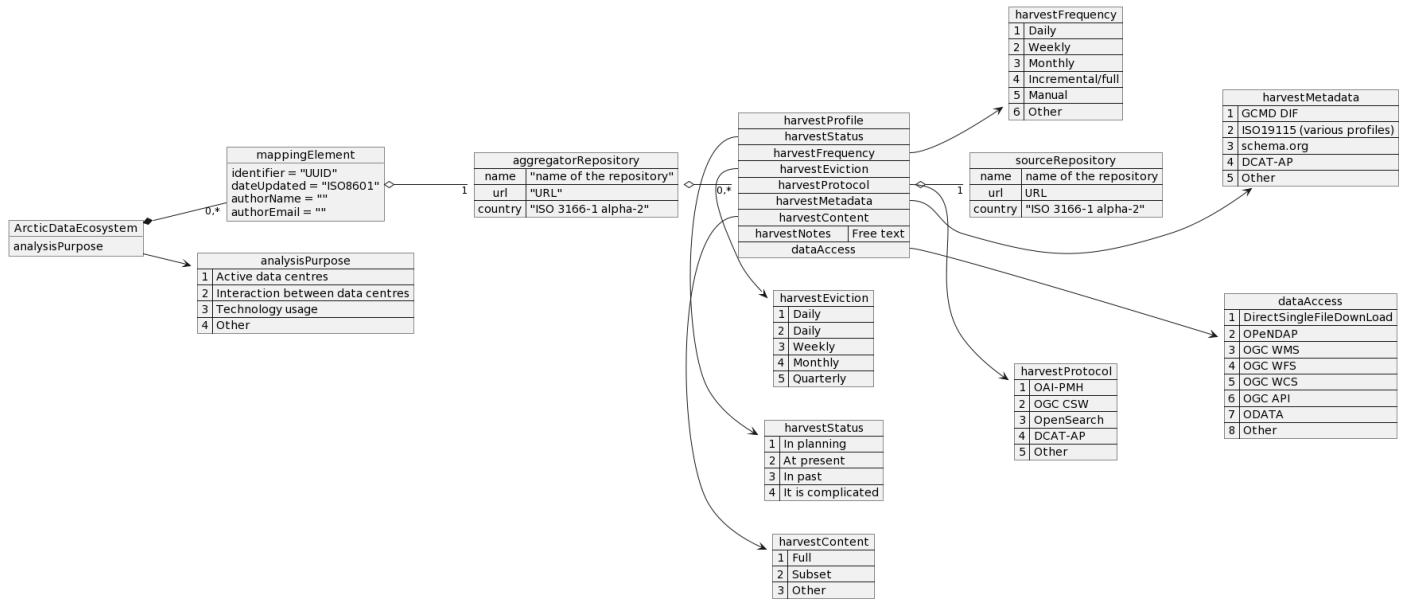 ArcticDataEcosystem
analysisPurpose
0,*
mappingElement
identifier = "UUID"
dateUpdated = "ISO8601"
authorName = ""
authorEmail = ""
analysisPurpose
1 Active data centres
2 Interaction between data centres
3 Technology usage
4 Other
1
aggregatorRepository
name "name of the repository"
url "URL"
country "ISO 3166-1 alpha-2"
0,*
harvestProfile
harvestStatus
harvestFrequency
harvestEviction
harvestProtocol
harvestMetadata
harvestContent
harvestNotes Free text
dataAccess
harvestEviction
1 Daily
2 Daily
3 Weekly
4 Monthly
5 Quarterly
harvestStatus
1 In planning
2 At present
3 In past
4 It is complicated
harvestContent
1 Full
2 Subset
3 Other
harvestFrequency
1 Daily
2 Weekly
3 Monthly
4 Incremental/full
5 Manual
6 Other
1
sourceRepository
name name of the repository
url URL
country "ISO 3166-1 alpha-2"
harvestProtocol
1 OAI-PMH
2 OGC CSW
3 OpenSearch
4 DCAT-AP
5 Other
harvestMetadata
1 GCMD DIF
2 ISO19115 (various profiles)
3 schema.org
4 DCAT-AP
5 Other
dataAccess
1 DirectSingleFileDownLoad
2 OPeNDAP
3 OGC WMS
4 OGC WFS
5 OGC WCS
6 OGC API
7 ODATA
8 Other